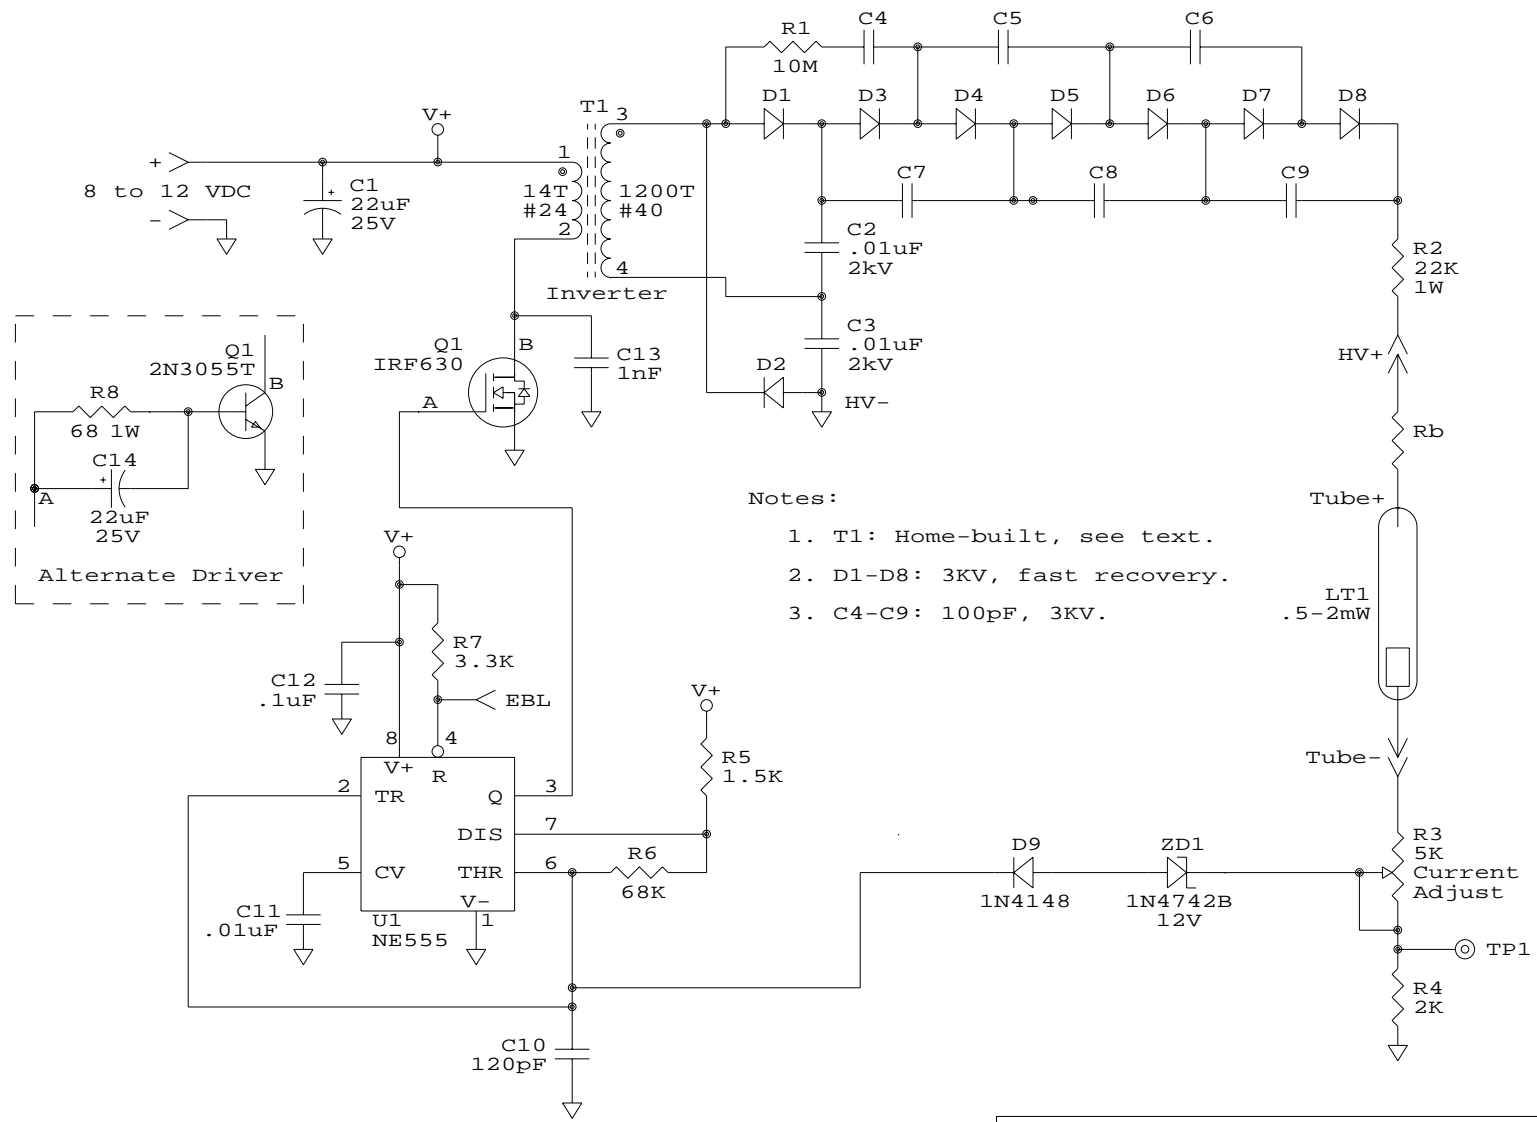 C4
C5
C6
R1
10M
D1
D3
D4
D5
D6
D7
D8
T1
3
V+
+
8 to 12 VDC
-
C1
+
22uF
25V
1
14T
#24
2
1200T
#40
4
Inverter
C7
C8
C9
C2
.01uF
2kV
C3
.01uF
2kV
D2
HV-
R2
22K
1W
HV+
Rb
Q1
2N3055T
B
R8
68 1W
C14
+
A
22uF
25V
Alternate Driver
Q1
IRF630
B
A
C13
1nF
Notes:
1. T1: Home-built, see text.
2. D1-D8: 3KV, fast recovery.
3. C4-C9: 100pF, 3KV.
Tube+
LT1
.5-2mW
Tube-
V+
R7
3.3K
C12
.1uF
EBL
8
4
V+
R
2
TR
Q
3
DIS
7
5
CV
THR
6
V-
1
U1
NE555
C11
.01uF
V+
R5
1.5K
R6
68K
D9
1N4148
ZD1
1N4742B
12V
R3
5K
Current
Adjust
TP1
R4
2K
C10
120pF